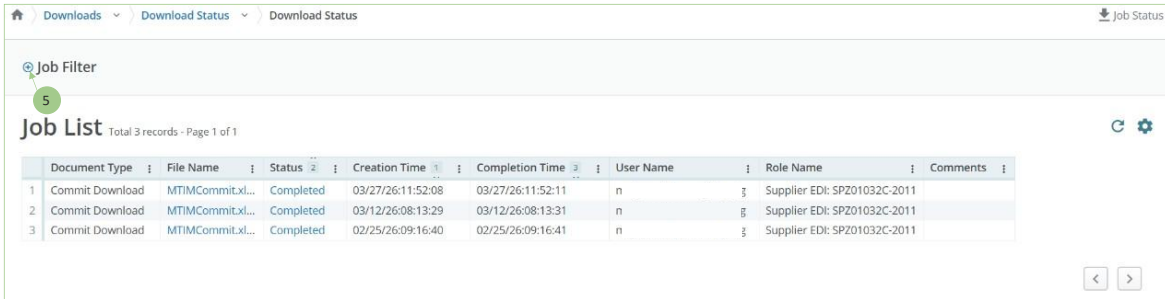 Downloads Download Status Download Status Job Status
Job Filter
5
Job List Total 3 records - Page 1 of 1
Document Type File Name Status 2 Creation Time 1 Completion Time 3 User Name Role Name Comments
1 Commit Download MTIMCommit.xl... Completed 03/27/26:11:52:08 03/27/26:11:52:11 n g Supplier EDI: SPZ01032C-2011
2 Commit Download MTIMCommit.xl... Completed 03/12/26:08:13:29 03/12/26:08:13:31 n g Supplier EDI: SPZ01032C-2011
3 Commit Download MTIMCommit.xl... Completed 02/25/26:09:16:40 02/25/26:09:16:41 n g Supplier EDI: SPZ01032C-2011